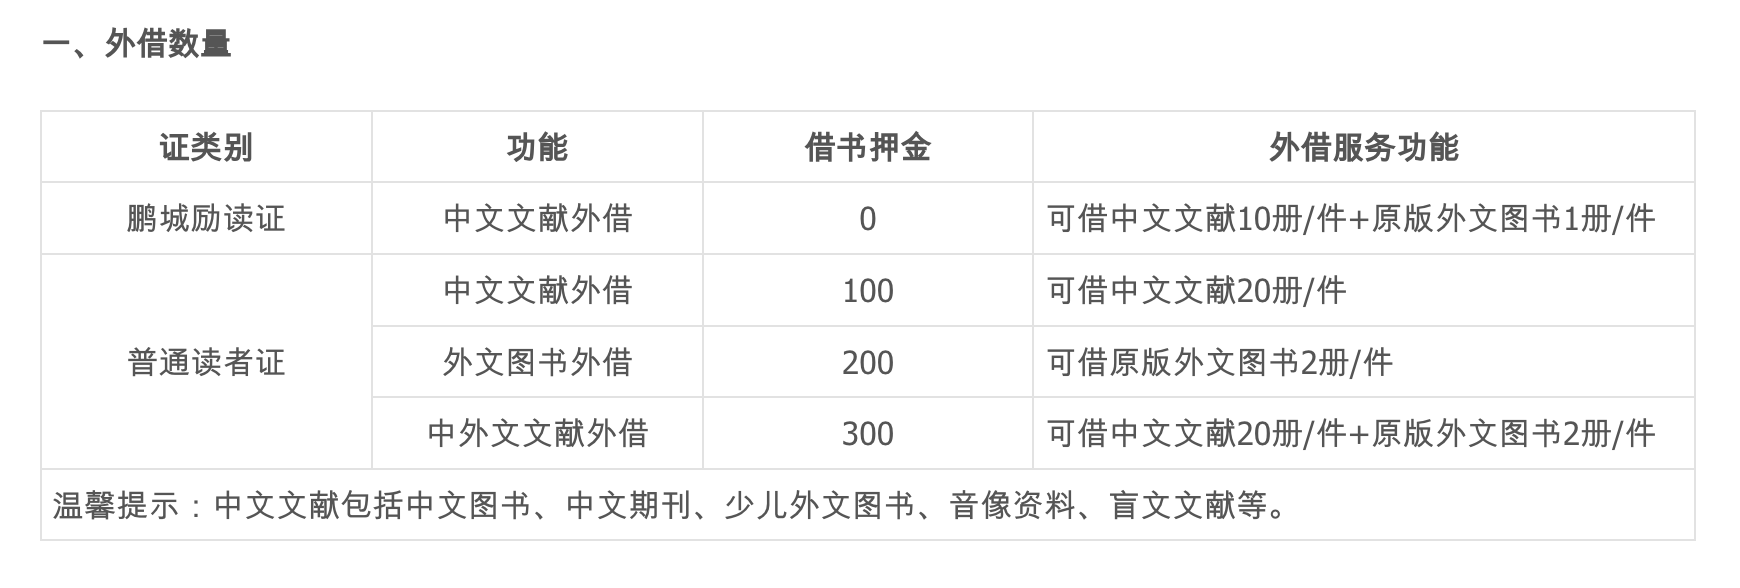 一、外借数量
证类别 功能 借书押金 外借服务功能
鹏城励读证 中文文献外借 0 可借中文文献10册/件+原版外文图书1册/件
中文文献外借 100 可借中文文献20册/件
普通读者证 外文图书外借 200 可借原版外文图书2册/件
中外文文献外借 300 可借中文文献20册/件+原版外文图书2册/件
温馨提示：中文文献包括中文图书、中文期刊、少儿外文图书、音像资料、盲文文献等。